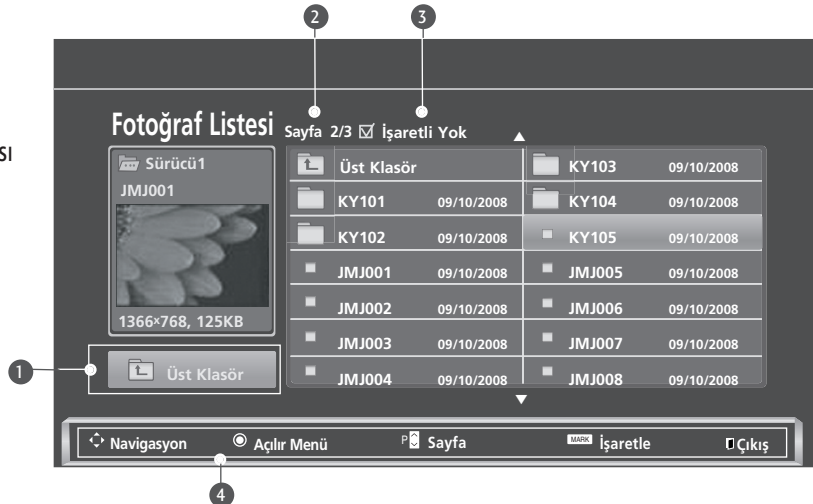 2 3
Fotoğraf Listesi Sayfa 2/3 İşaretli Yok
SI
Sürücü1
JMJ001
1366x768, 125KB
1 Üst Klasör
Üst Klasör
KY101 09/10/2008
KY102 09/10/2008
JMJ001 09/10/2008
JMJ002 09/10/2008
JMJ003 09/10/2008
JMJ004 09/10/2008
KY103 09/10/2008
KY104 09/10/2008
KY105 09/10/2008
JMJ005 09/10/2008
JMJ006 09/10/2008
JMJ007 09/10/2008
JMJ008 09/10/2008
Navigasyon Açılır Menü P Sayfa MARK İşaretle Çıkış
4